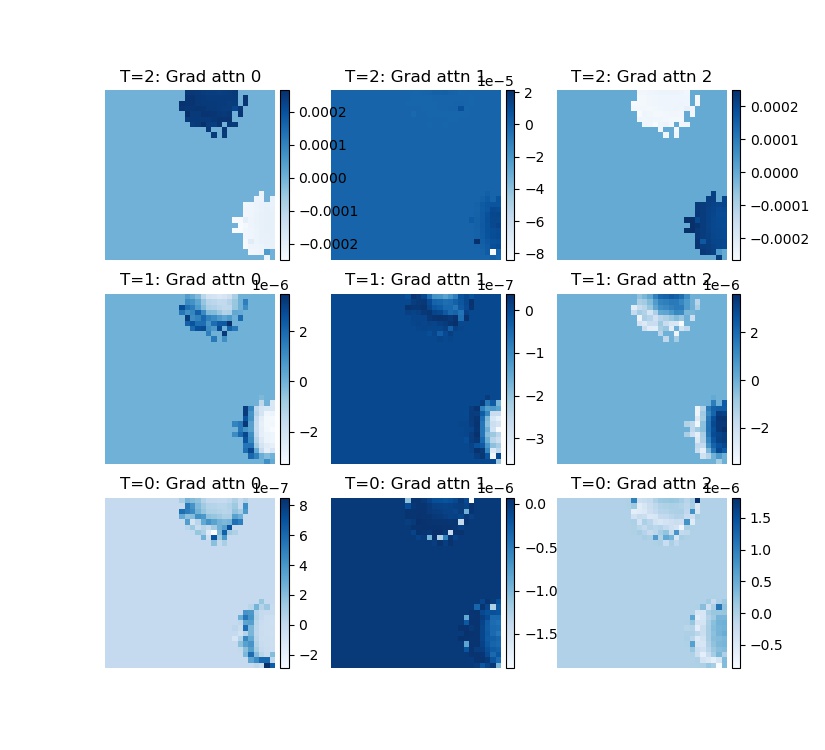 T=2: Grad attn 0
T=2: Grad attn 1
1e−5
T=2: Grad attn 2
0.0002
0.0001
0.0000
−0.0001
−0.0002
2
0
−2
−4
−6
−8
0.0002
0.0001
0.0000
−0.0001
−0.0002
T=1: Grad attn 0
1e−6
T=1: Grad attn 1
1e−7
T=1: Grad attn 2
1e−6
2
0
−2
0
−1
−2
−3
2
0
−2
T=0: Grad attn 0
1e−7
T=0: Grad attn 1
1e−6
T=0: Grad attn 2
1e−6
8
6
4
2
0
−2
0.0
−0.5
−1.0
−1.5
1.5
1.0
0.5
0.0
−0.5